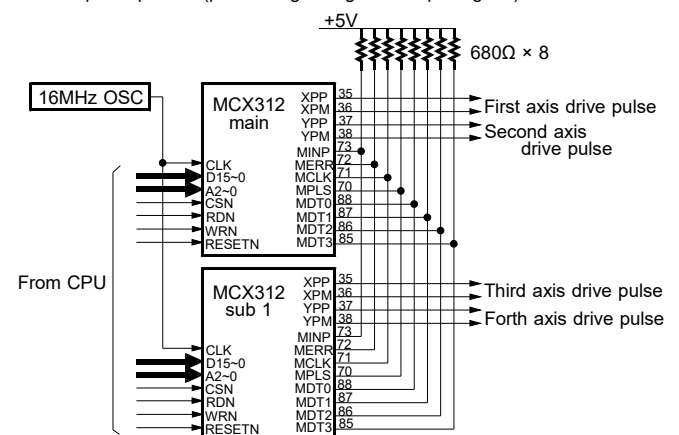 +5V
680Ω × 8
16MHz OSC
MCX312
main
XPP 35
XPM 36
YPP 37
YPM 38
MINP 73
MERR 72
MCLK 71
MPLS 70
MDT0 88
MDT1 87
MDT2 86
MDT3 85
CLK
D15~0
A2~0
CSN
RDN
WRN
RESETN
First axis drive pulse
Second axis
drive pulse
From CPU
MCX312
sub 1
XPP 35
XPM 36
YPP 37
YPM 38
MINP 73
MERR 72
MCLK 71
MPLS 70
MDT0 88
MDT1 87
MDT2 86
MDT3 85
CLK
D15~0
A2~0
CSN
RDN
WRN
RESETN
Third axis drive pulse
Forth axis drive pulse